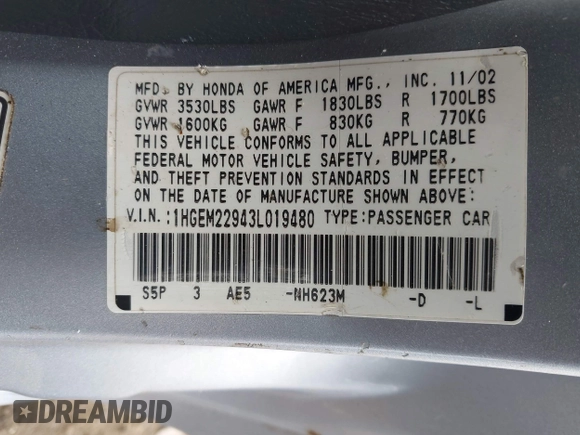 MFD. BY HONDA OF AMERICA MFG., INC. 11/02
GVWR 3530LBS GAWR F 1830LBS R 1700LBS
GVWR 1600KG GAWR F 830KG R 770KG
THIS VEHICLE CONFORMS TO ALL APPLICABLE
FEDERAL MOTOR VEHICLE SAFETY, BUMPER,
AND THEFT PREVENTION STANDARDS IN EFFECT
ON THE DATE OF MANUFACTURE SHOWN ABOVE:
V.I.N. :1HGEM22943L019480 TYPE:PASSENGER CAR
S5P 3 AE5 -NH623M -D -L
DREAMBID